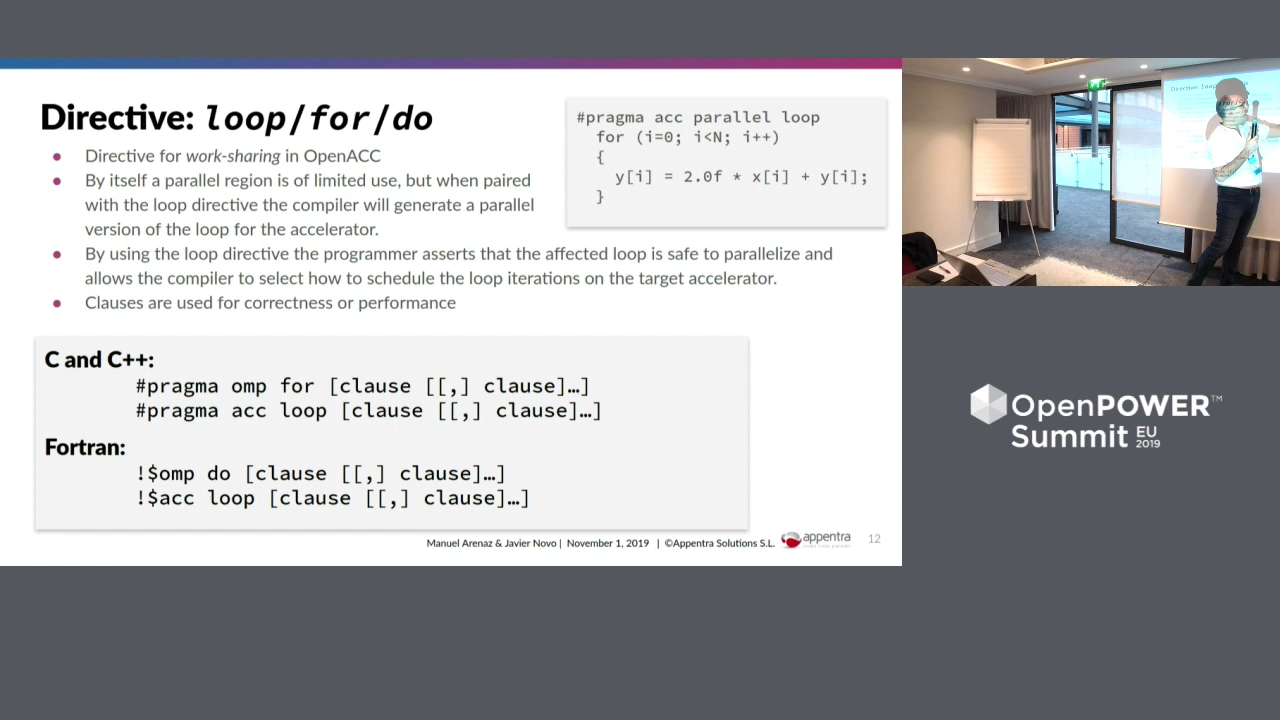 Directive: loop/for/do
● Directive for work-sharing in OpenACC
● By itself a parallel region is of limited use, but when paired
with the loop directive the compiler will generate a parallel
version of the loop for the accelerator.
● By using the loop directive the programmer asserts that the affected loop is safe to parallelize and
allows the compiler to select how to schedule the loop iterations on the target accelerator.
● Clauses are used for correctness or performance
#pragma acc parallel loop
for (i=0; i<N; i++)
{
y[i] = 2.0f * x[i] + y[i];
}
C and C++:
#pragma omp for [clause [[,] clause]…]
#pragma acc loop [clause [[,] clause]…]
Fortran:
!$omp do [clause [[,] clause]…]
!$acc loop [clause [[,] clause]…]
Manuel Arenaz & Javier Novo | November 1, 2019 | ©Appentra Solutions S.L.
appentra
12
OpenPOWER™
Summit EU 2019